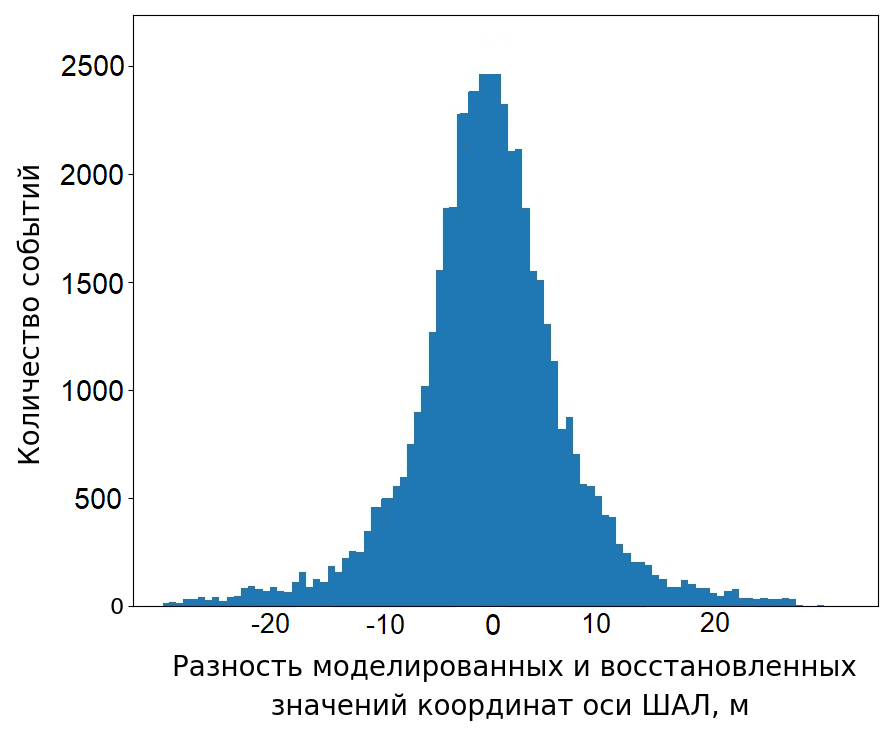 2500
2000
1500
1000
500
0
Количество событий
-20 -10 0 10 20
Разность моделированных и восстановленных
значений координат оси ШАЛ, м